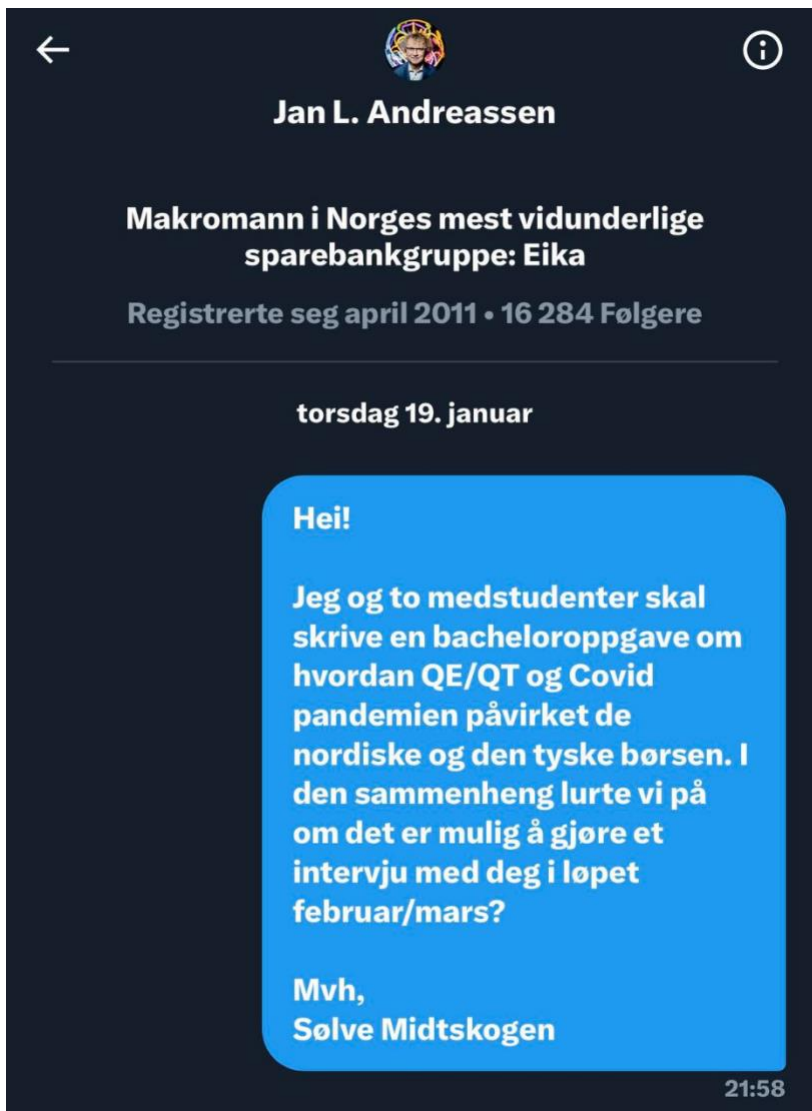 Jan L. Andreassen
Makromann i Norges mest vidunderlige
sparebankgruppe: Eika
Registrerte seg april 2011 • 16 284 Følgere
torsdag 19. januar
Hei!
Jeg og to medstudenter skal
skrive en bacheloroppgave om
hvordan QE/QT og Covid
pandemien påvirket de
nordiske og den tyske børsen. I
den sammenheng lurte vi på
om det er mulig å gjøre et
intervju med deg i løpet
februar/mars?
Mvh,
Sølve Midtskogen
21:58